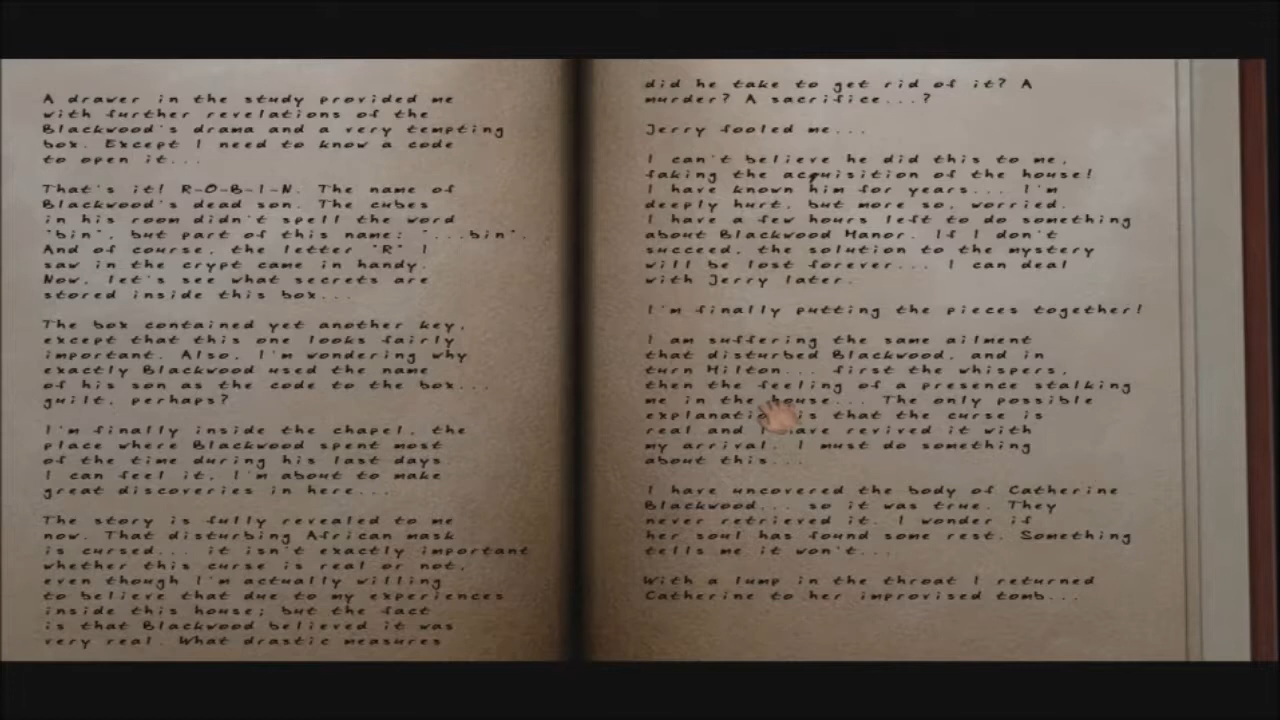 A drawer in the study provided me
with further revelations of the
Blackwood's drama and a very tempting
box. Except I need to know a code
to open it...
That's it! R-O-B-I-N. The name of
Blackwood's dead son. The cubes
in his room didn't spell the word
"bin", but part of this name: "...bin".
And of course, the letter "R" I
saw in the crypt came in handy.
Now, let's see what secrets are
stored inside this box...
The box contained yet another key,
except that this one looks fairly
important. Also, I'm wondering why
exactly Blackwood used the name
of his son as the code to the box...
guilt, perhaps?
I'm finally inside the chapel, the
place where Blackwood spent most
of the time during his last days.
I can feel it, I'm about to make
great discoveries in here...
The story is fully revealed to me
now. That disturbing African mask
is cursed... it isn't exactly important
whether this curse is real or not,
even though I'm actually willing
to believe that due to my experiences
inside this house; but the fact
is that Blackwood believed it was
very real. What drastic measures
did he take to get rid of it? A
murder? A sacrifice...?
Jerry fooled me...
I can't believe he did this to me,
faking the acquisition of the house!
I have known him for years... I'm
deeply hurt, but more so, worried.
I have a few hours left to do something
about Blackwood Manor. If I don't
succeed, the solution to the mystery
will be lost forever... I can deal
with Jerry later.
I'm finally putting the pieces together!
I am suffering the same ailment
that disturbed Blackwood, and in
turn Hilton... first the whispers,
then the feeling of a presence stalking
me in the house... The only possible
explanation is that the curse is
real and I have revived it with
my arrival. I must do something
about this...
I have uncovered the body of Catherine
Blackwood... so it was true. They
never retrieved it. I wonder if
her soul has found some rest. Something
tells me it won't....
With a lump in the throat I returned
Catherine to her improvised tomb...